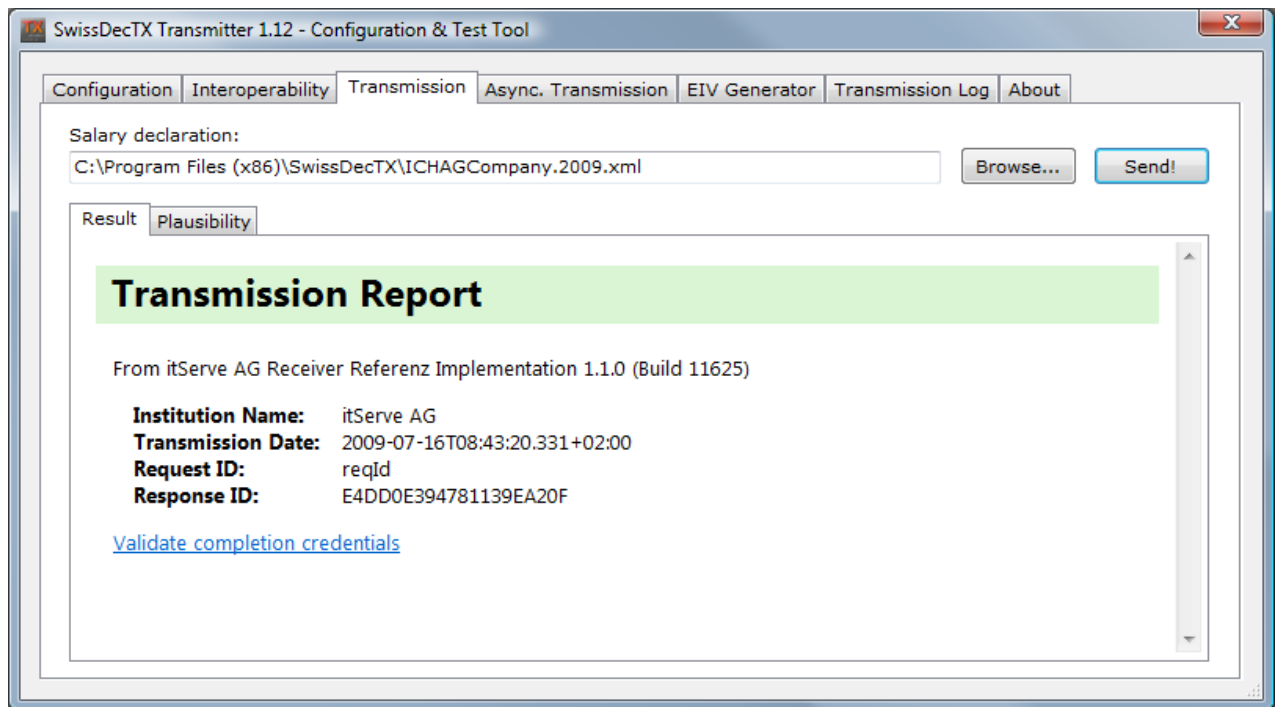 TX SwissDecTX Transmitter 1.12 - Configuration & Test Tool
Configuration Interoperability Transmission Async. Transmission EIV Generator Transmission Log About
Salary declaration:
C:\Program Files (x86)\SwissDecTX\ICHAGCompany.2009.xml Browse... Send!
Result Plausibility
Transmission Report
From itServe AG Receiver Referenz Implementation 1.1.0 (Build 11625)
Institution Name: itServe AG
Transmission Date: 2009-07-16T08:43:20.331+02:00
Request ID: reqId
Response ID: E4DD0E394781139EA20F
Validate completion credentials